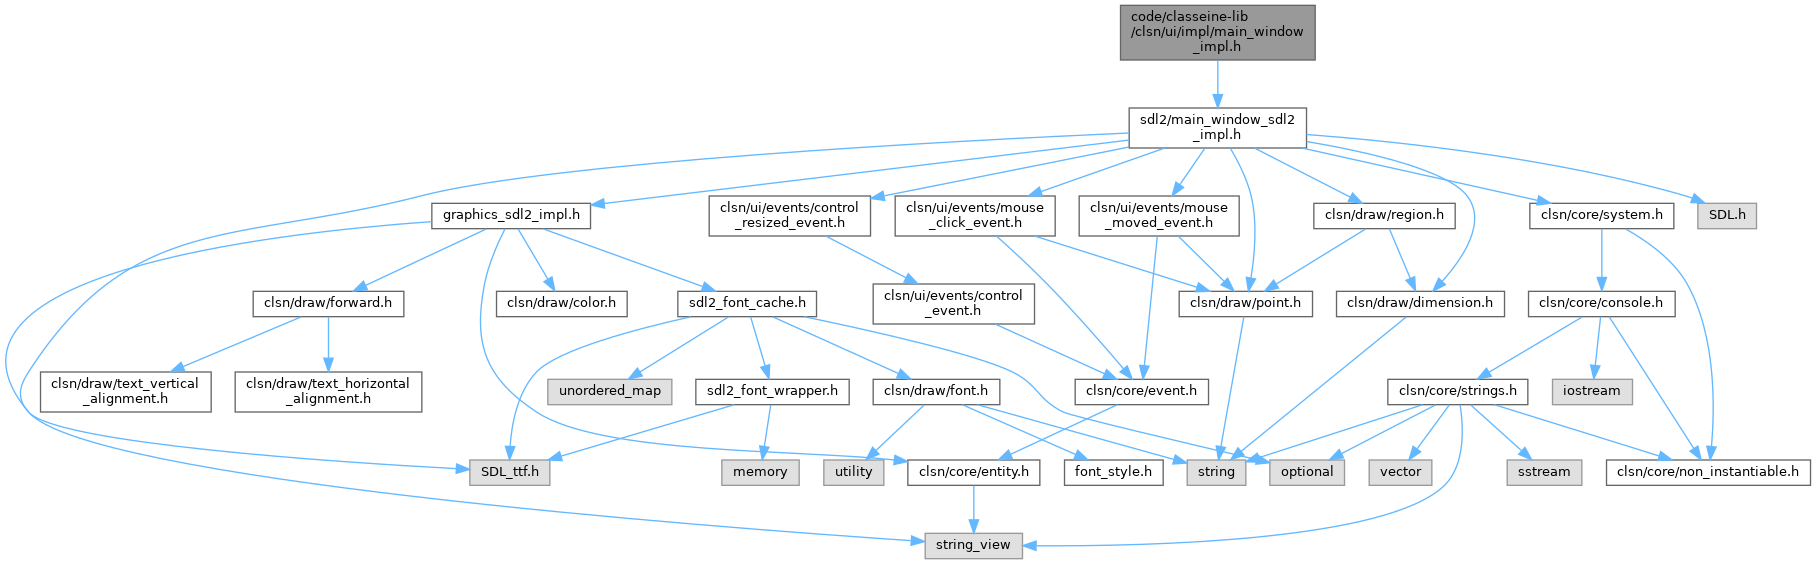 code/classeine-lib
/clsn/ui/impl/main_window
_impl.h
sdl2/main_window_sdl2
_impl.h
graphics_sdl2_impl.h
clsn/ui/events/control
_resized_event.h
clsn/ui/events/mouse
_click_event.h
clsn/ui/events/mouse
_moved_event.h
clsn/draw/region.h
clsn/core/system.h
SDL.h
clsn/draw/forward.h
clsn/draw/color.h
sdl2_font_cache.h
clsn/ui/events/control
_event.h
clsn/draw/point.h
clsn/draw/dimension.h
clsn/core/console.h
clsn/draw/text_vertical
_alignment.h
clsn/draw/text_horizontal
_alignment.h
unordered_map
sdl2_font_wrapper.h
clsn/draw/font.h
clsn/core/event.h
clsn/core/strings.h
iostream
SDL_ttf.h
memory
utility
clsn/core/entity.h
font_style.h
string
optional
vector
sstream
clsn/core/non_instantiable.h
string_view